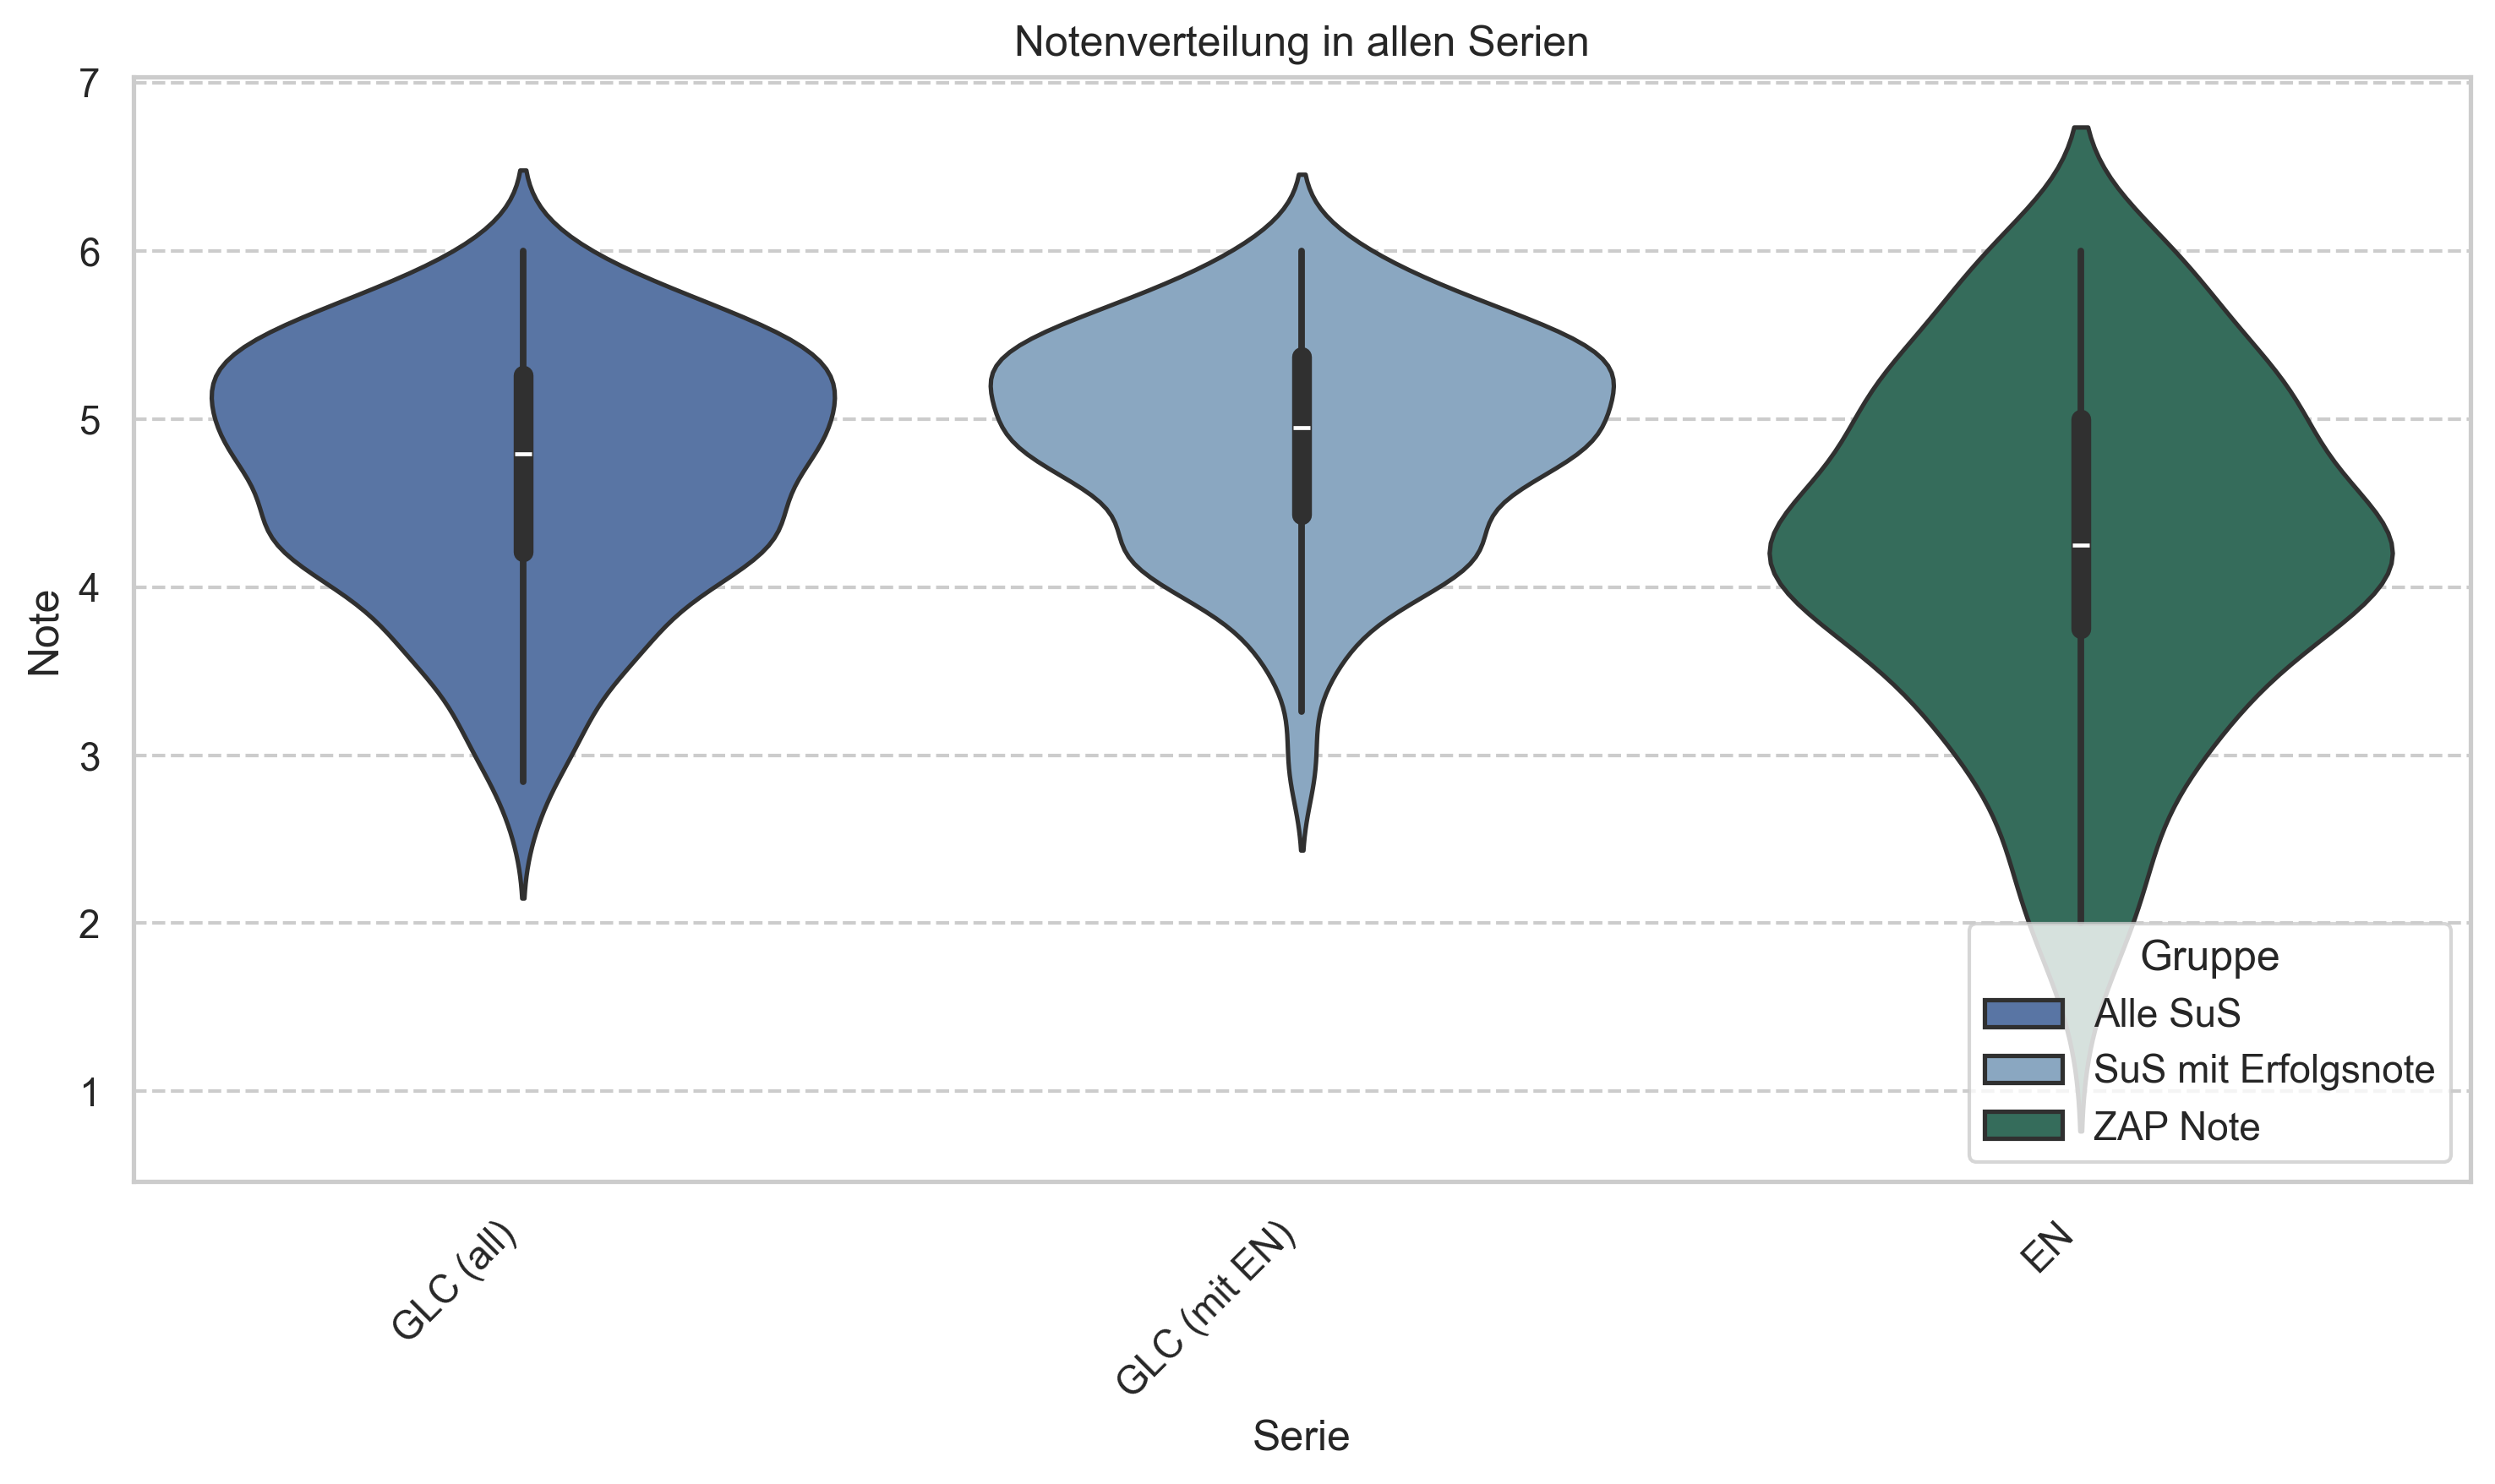 Notenverteilung in allen Serien
7
6
5
4
3
2
1
Note
Gruppe
Alle SuS
SuS mit Erfolgsnote
ZAP Note
GLC (all)
GLC (mit EN)
EN
Serie